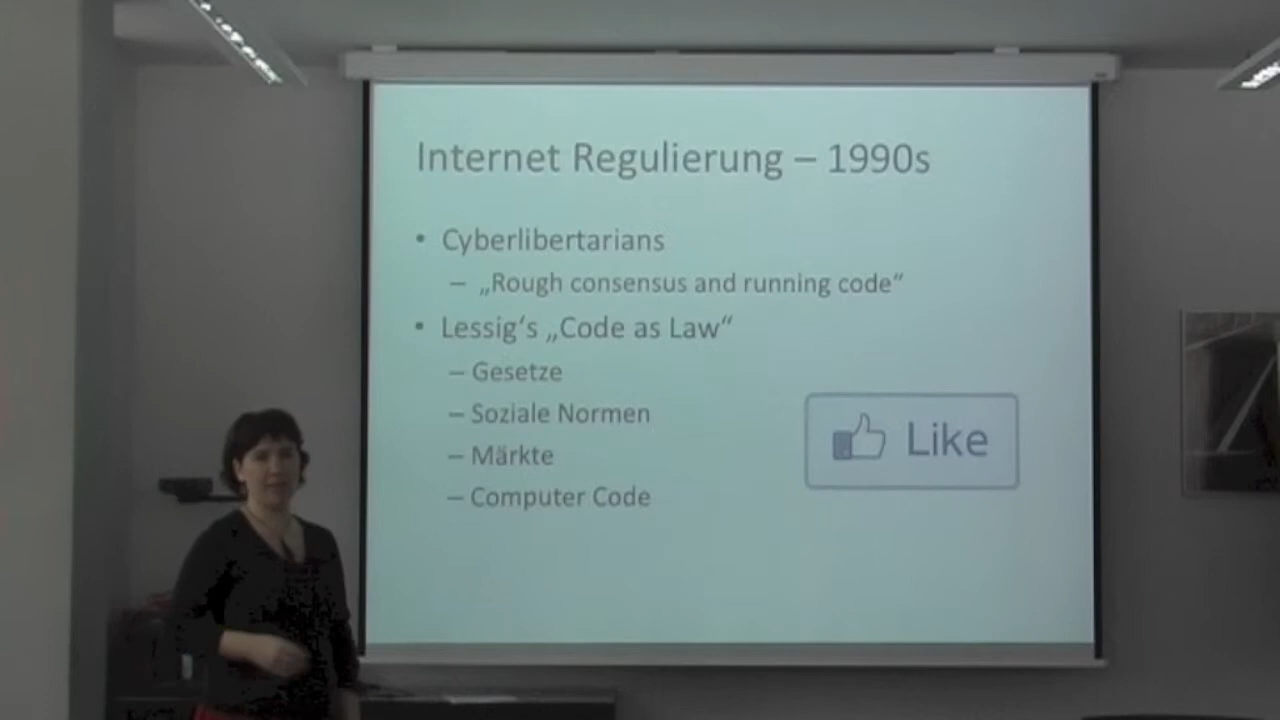 Internet Regulierung – 1990s
• Cyberlibertarians
– „Rough consensus and running code“
• Lessig‘s „Code as Law“
– Gesetze
– Soziale Normen
– Märkte
– Computer Code
Like